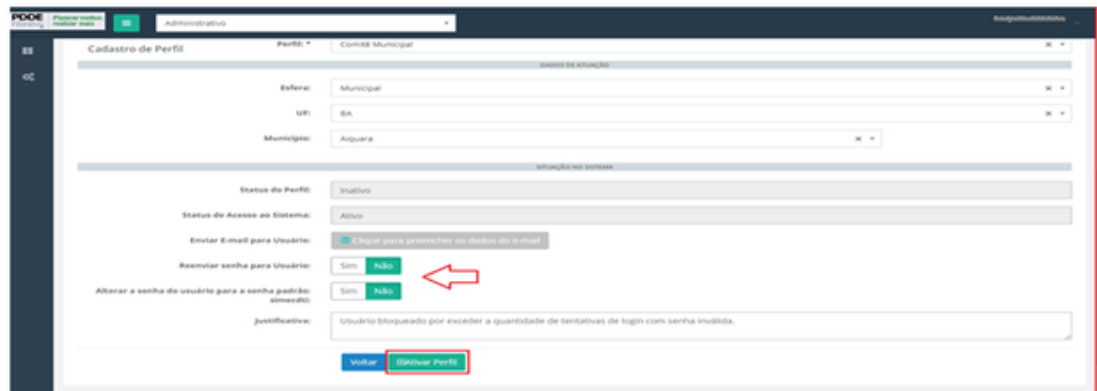 PDDE Planejar melhor, realizar mais Administrativo
Cadastro de Perfil Perfil: * Comitê Municipal
DADOS DE ATUAÇÃO
Esfera: Municipal
UF: BA
Município: Aiquara
SITUAÇÃO NO SISTEMA
Status do Perfil: Inativo
Status de Acesso ao Sistema: Ativo
Enviar E-mail para Usuário: Clique para preencher os dados do e-mail
Reenviar senha para Usuário: Sim Não
Alterar a senha do usuário para a senha padrão: Sim Não
simecdti:
Justificativa: Usuário bloqueado por exceder a quantidade de tentativas de login com senha inválida.
Voltar Ativar Perfil